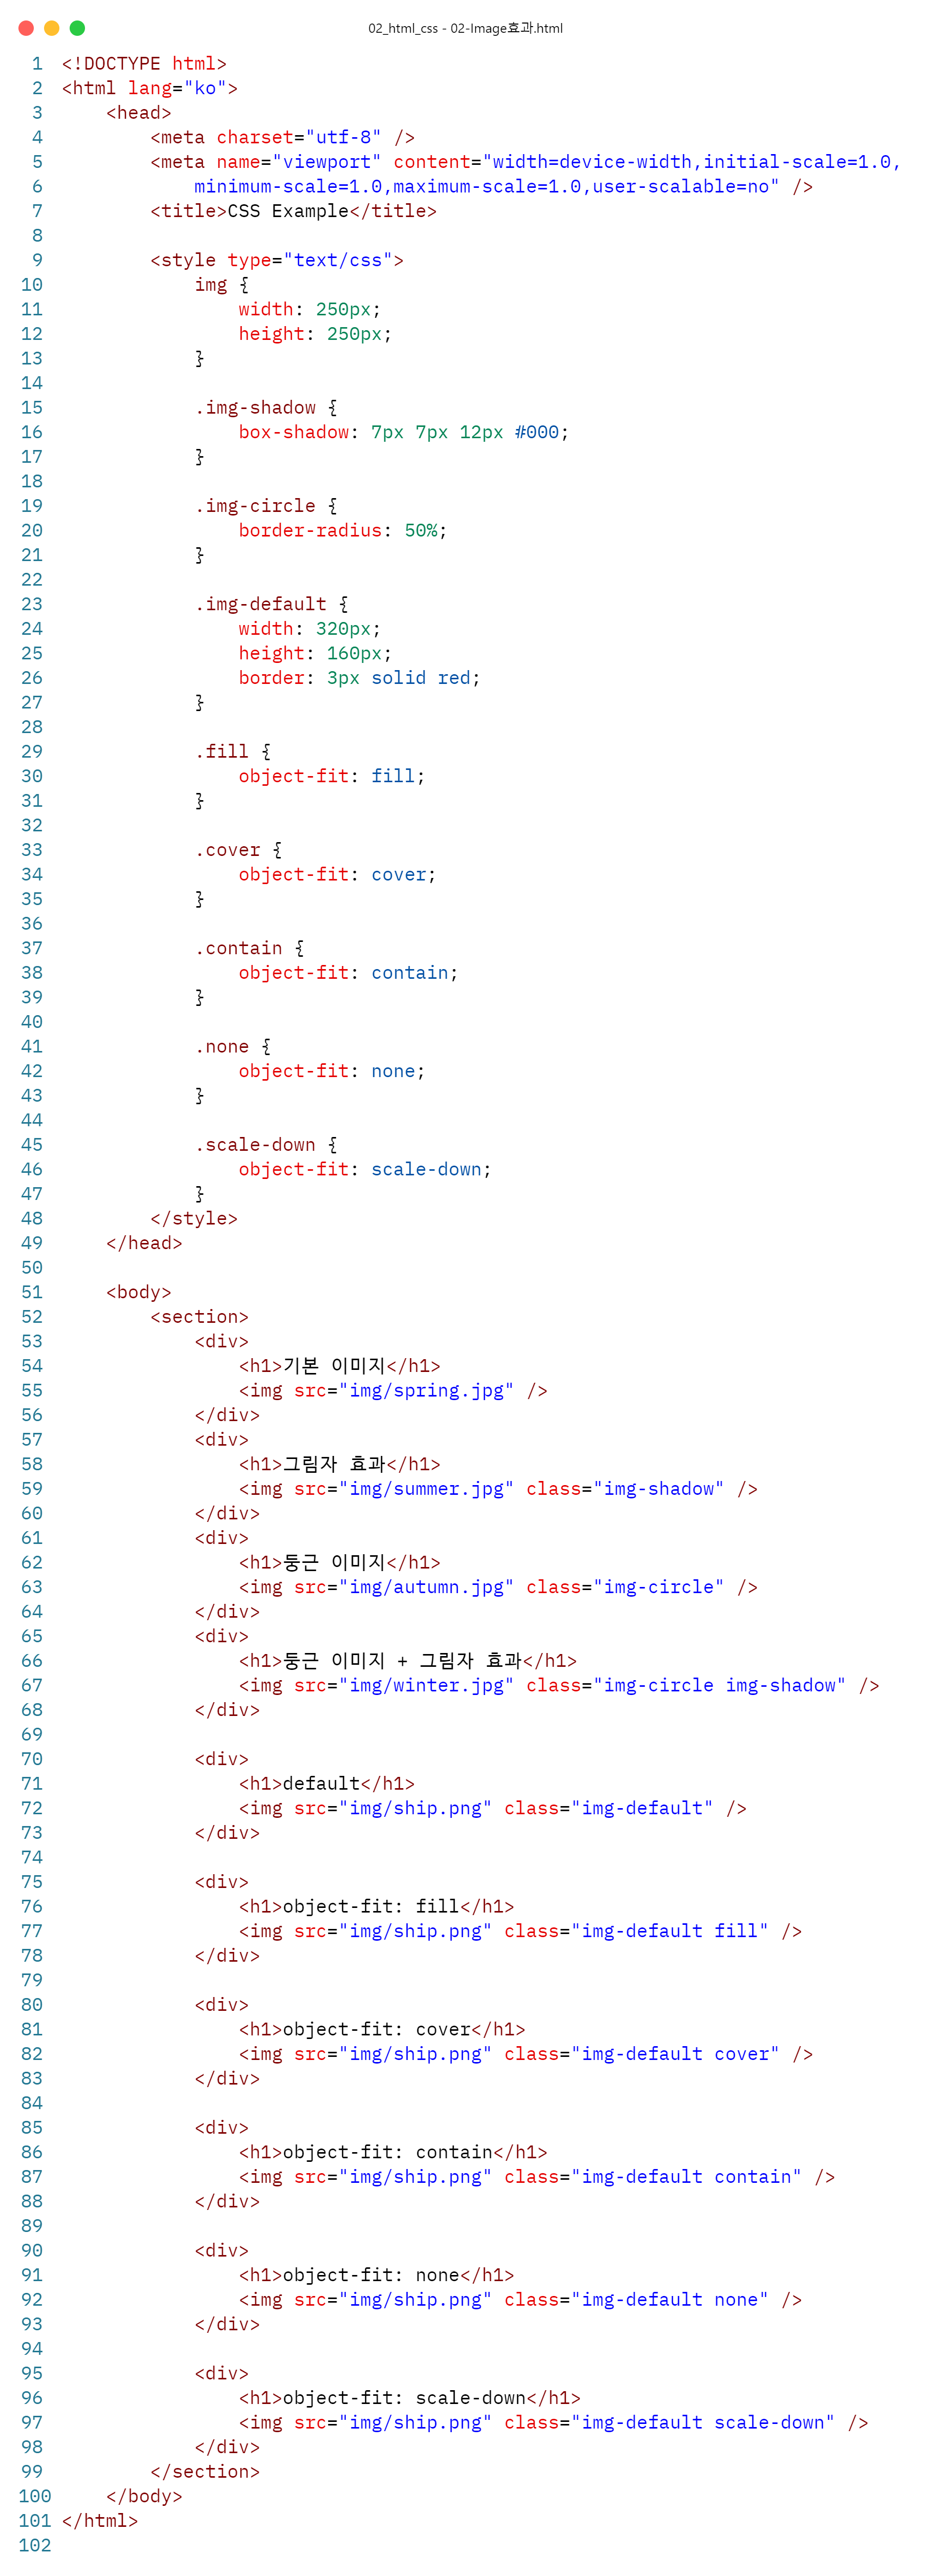 02_html_css - 02-Image효과.html
1 <!DOCTYPE html>
2 <html lang="ko">
3     <head>
4         <meta charset="utf-8" />
5         <meta name="viewport" content="width=device-width,initial-scale=1.0,
6             minimum-scale=1.0,maximum-scale=1.0,user-scalable=no" />
7         <title>CSS Example</title>
8
9         <style type="text/css">
10             img {
11                 width: 250px;
12                 height: 250px;
13             }
14
15             .img-shadow {
16                 box-shadow: 7px 7px 12px #000;
17             }
18
19             .img-circle {
20                 border-radius: 50%;
21             }
22
23             .img-default {
24                 width: 320px;
25                 height: 160px;
26                 border: 3px solid red;
27             }
28
29             .fill {
30                 object-fit: fill;
31             }
32
33             .cover {
34                 object-fit: cover;
35             }
36
37             .contain {
38                 object-fit: contain;
39             }
40
41             .none {
42                 object-fit: none;
43             }
44
45             .scale-down {
46                 object-fit: scale-down;
47             }
48         </style>
49     </head>
50
51     <body>
52         <section>
53             <div>
54                 <h1>기본 이미지</h1>
55                 <img src="img/spring.jpg" />
56             </div>
57             <div>
58                 <h1>그림자 효과</h1>
59                 <img src="img/summer.jpg" class="img-shadow" />
60             </div>
61             <div>
62                 <h1>둥근 이미지</h1>
63                 <img src="img/autumn.jpg" class="img-circle" />
64             </div>
65             <div>
66                 <h1>둥근 이미지 + 그림자 효과</h1>
67                 <img src="img/winter.jpg" class="img-circle img-shadow" />
68             </div>
69
70             <div>
71                 <h1>default</h1>
72                 <img src="img/ship.png" class="img-default" />
73             </div>
74
75             <div>
76                 <h1>object-fit: fill</h1>
77                 <img src="img/ship.png" class="img-default fill" />
78             </div>
79
80             <div>
81                 <h1>object-fit: cover</h1>
82                 <img src="img/ship.png" class="img-default cover" />
83             </div>
84
85             <div>
86                 <h1>object-fit: contain</h1>
87                 <img src="img/ship.png" class="img-default contain" />
88             </div>
89
90             <div>
91                 <h1>object-fit: none</h1>
92                 <img src="img/ship.png" class="img-default none" />
93             </div>
94
95             <div>
96                 <h1>object-fit: scale-down</h1>
97                 <img src="img/ship.png" class="img-default scale-down" />
98             </div>
99         </section>
100     </body>
101 </html>
102